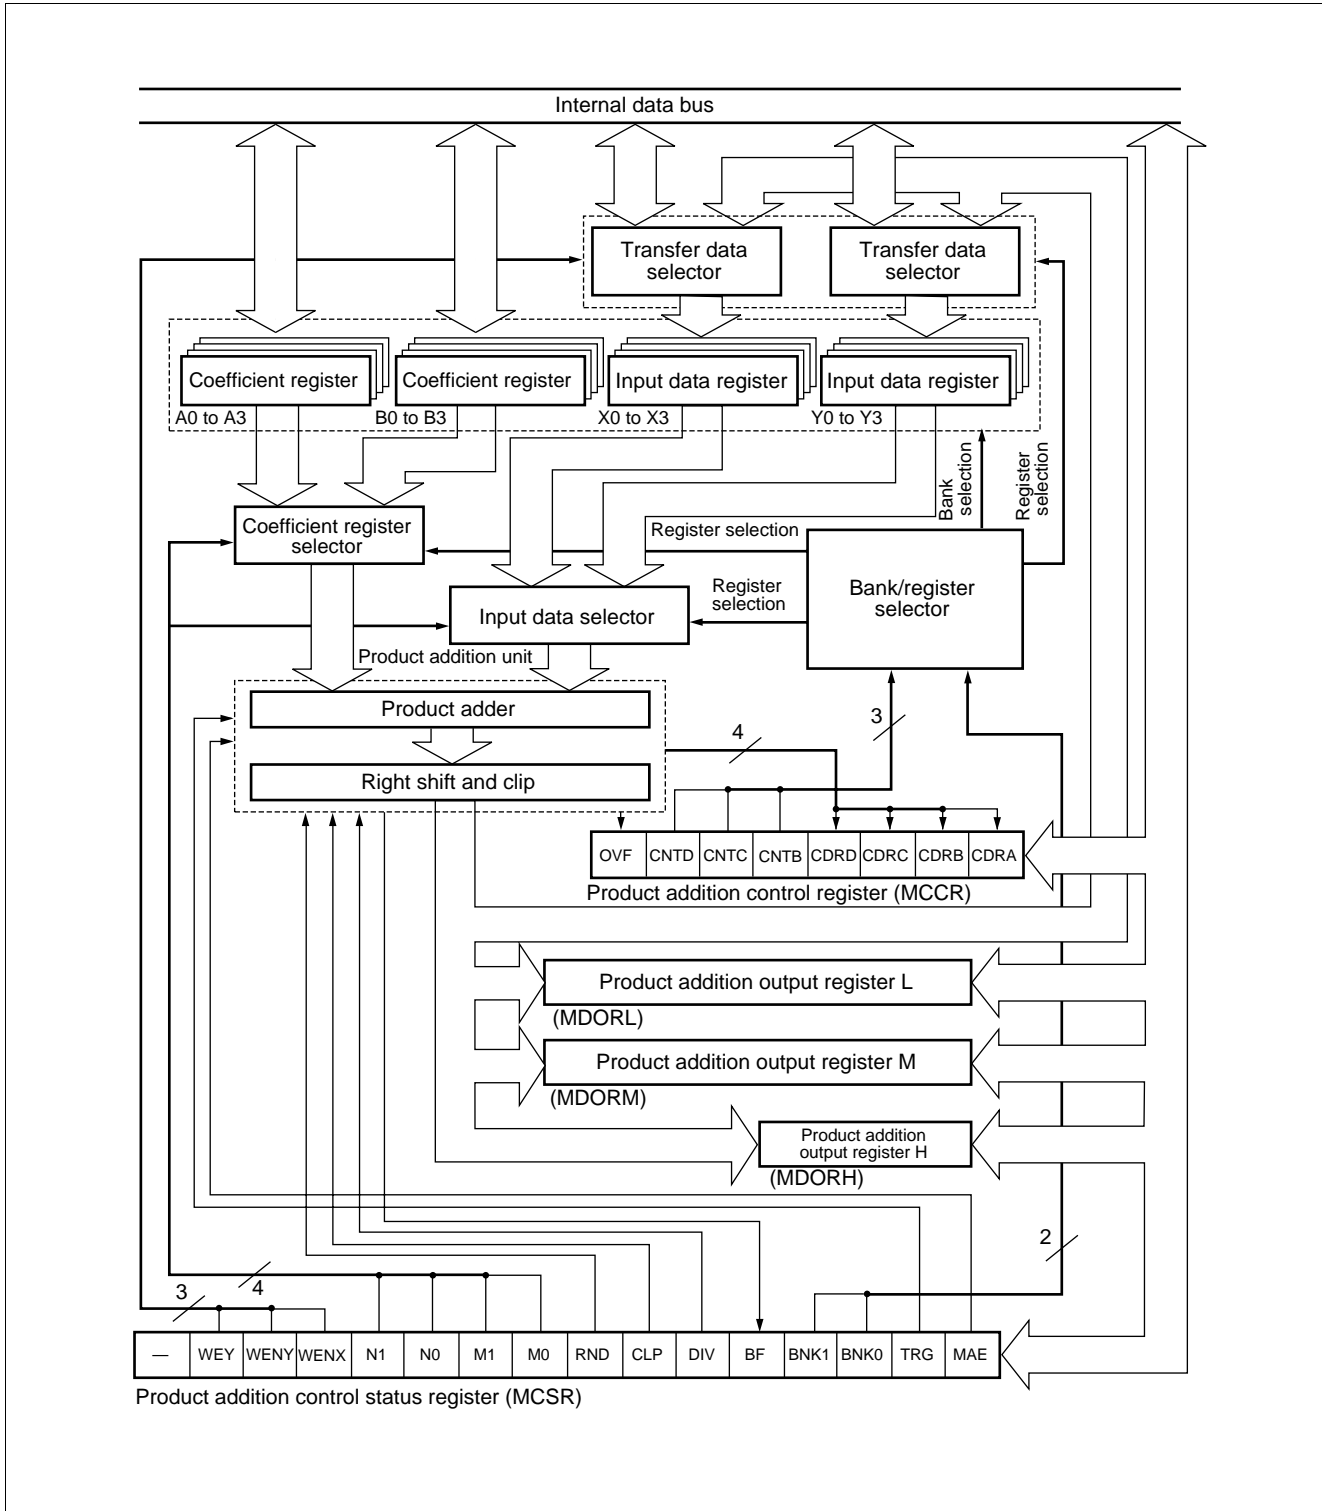 Internal data bus
Transfer data
selector
Transfer data
selector
Coefficient register
Coefficient register
Input data register
Input data register
A0 to A3
B0 to B3
X0 to X3
Y0 to Y3
Bank
selection
Register
selection
Coefficient register
selector
Register selection
Bank/register
selector
Register
selection
Input data selector
Product addition unit
Product adder
3
4
Right shift and clip
OVF CNTD CNTC CNTB CDRD CDRC CDRB CDRA
Product addition control register (MCCR)
Product addition output register L
(MDORL)
Product addition output register M
(MDORM)
Product addition
output register H
(MDORH)
2
4
3
— WEY WENY WENX N1 N0 M1 M0 RND CLP DIV BF BNK1 BNK0 TRG MAE
Product addition control status register (MCSR)